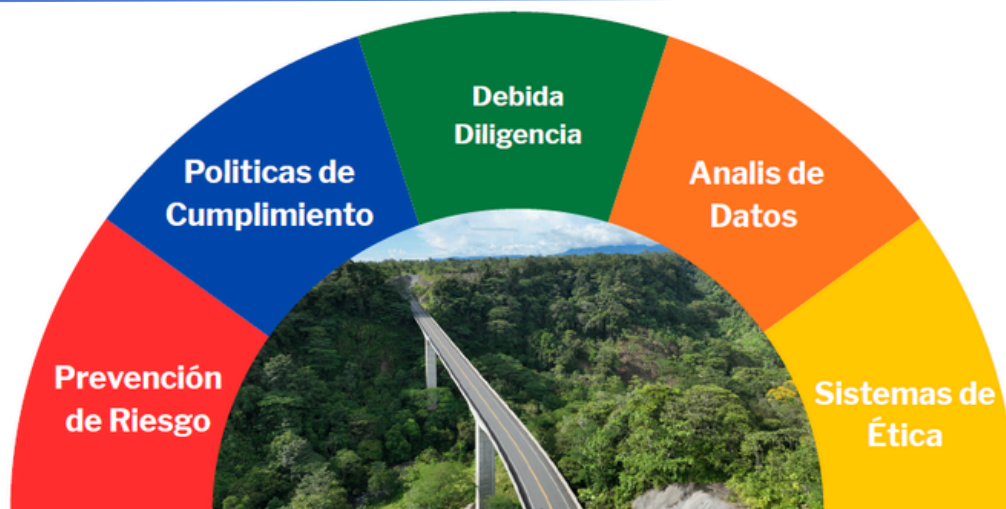 Debida
Diligencia
Politicas de
Cumplimiento
Analis de
Datos
Prevención
de Riesgo
Sistemas de
Ética